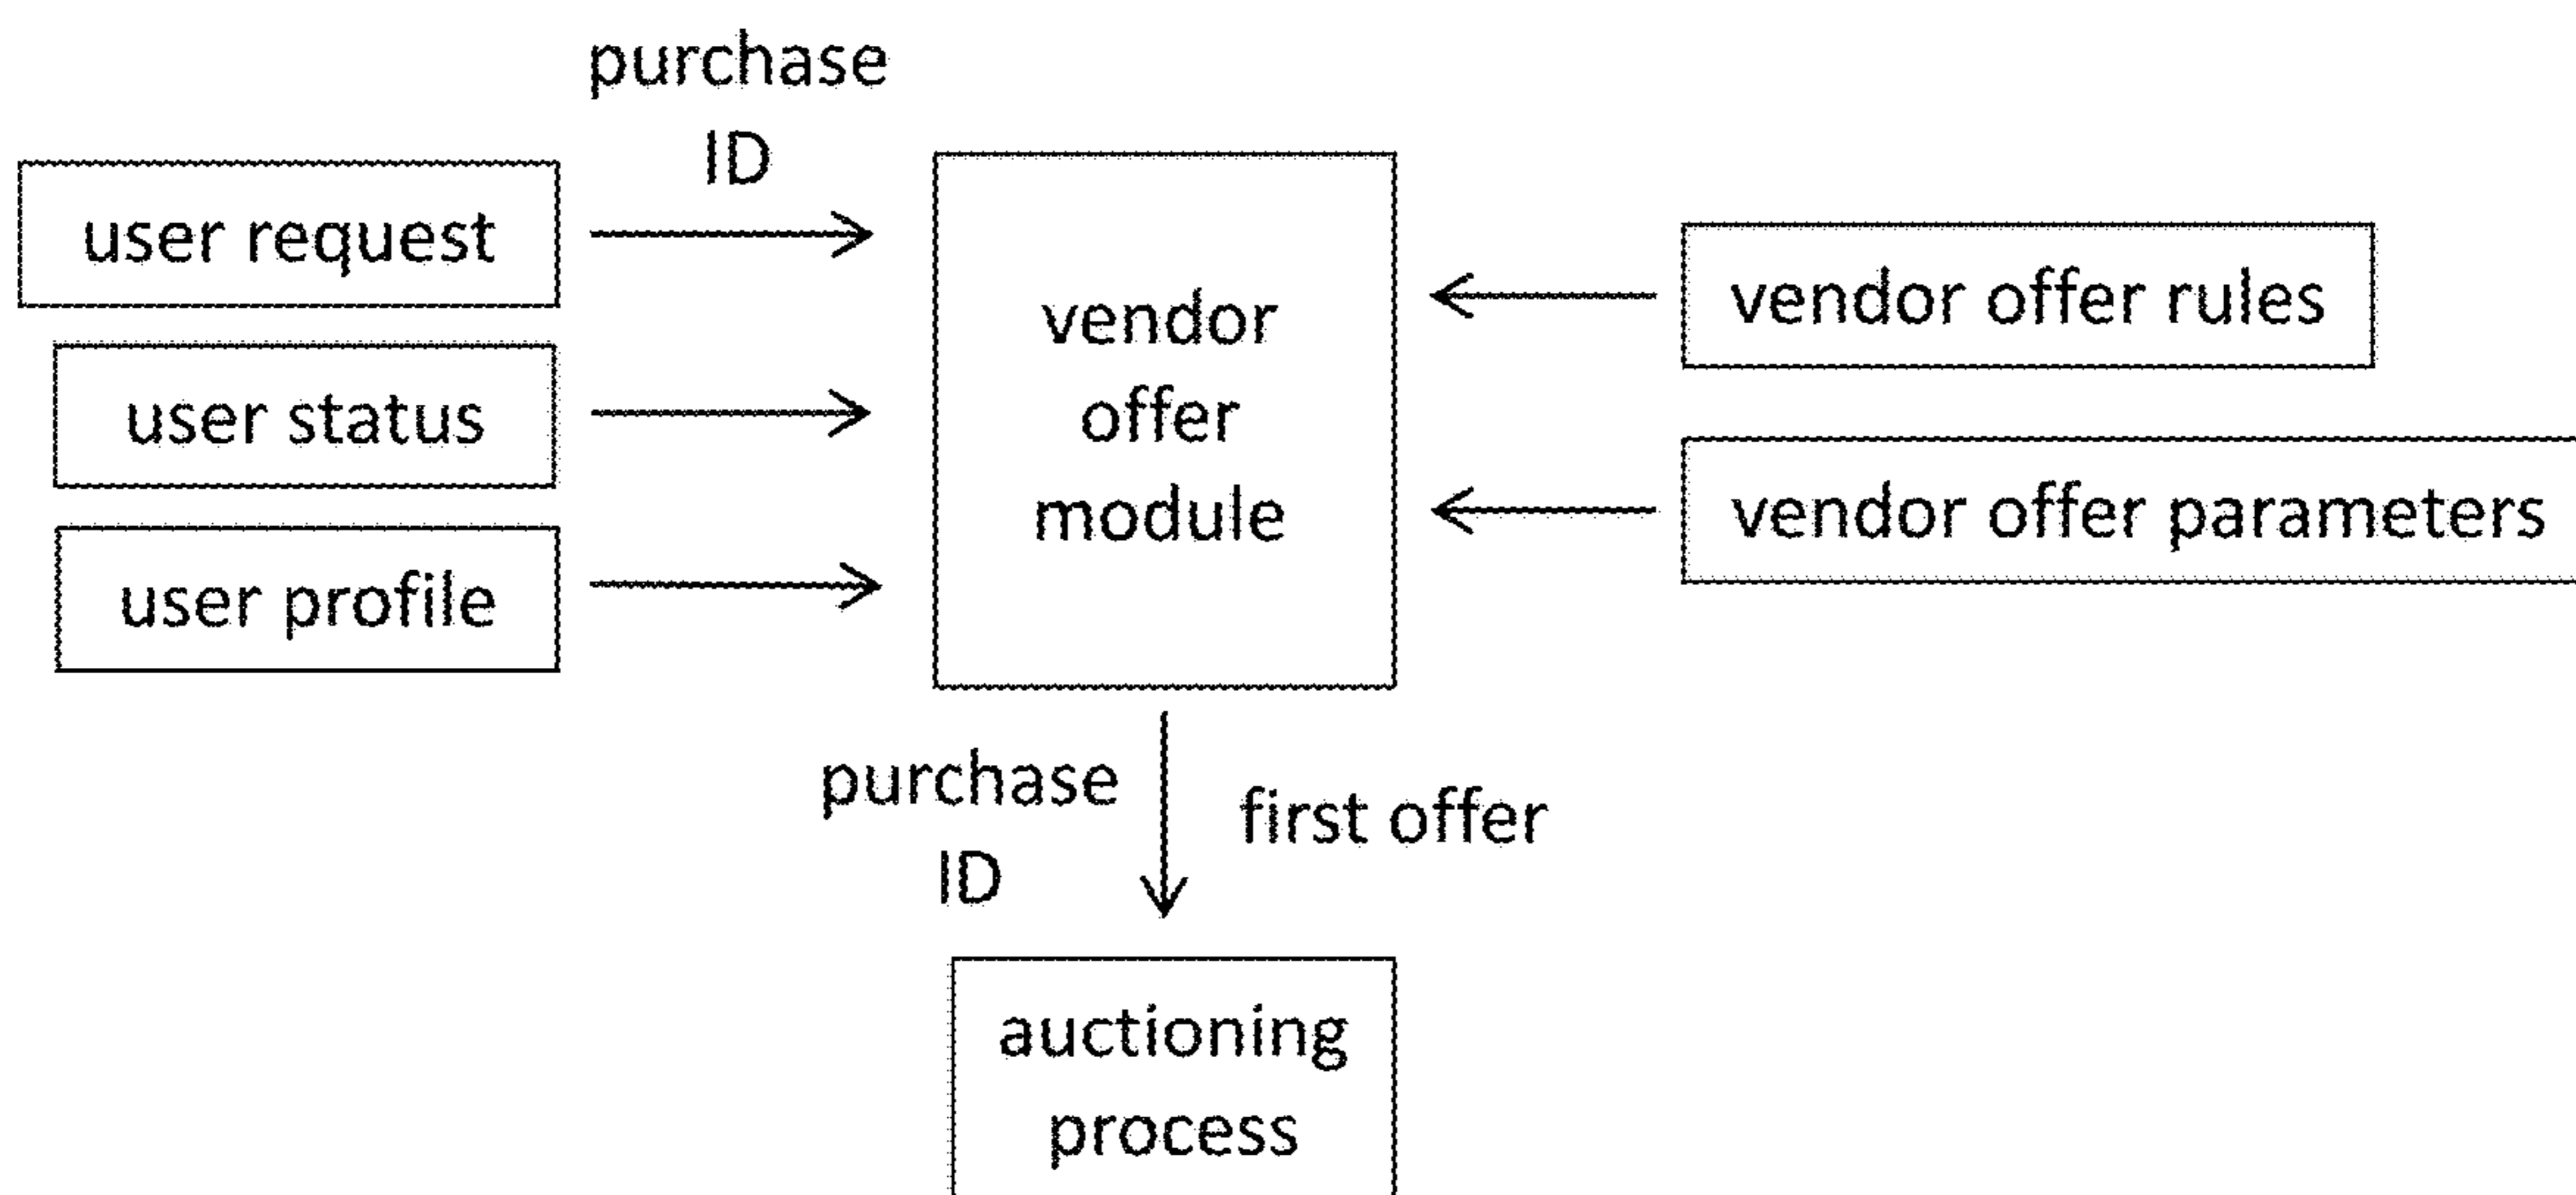 purchase
ID
user request
user status
user profile
vendor
offer
module
vendor offer rules
vendor offer parameters
purchase
ID
first offer
auctioning
process